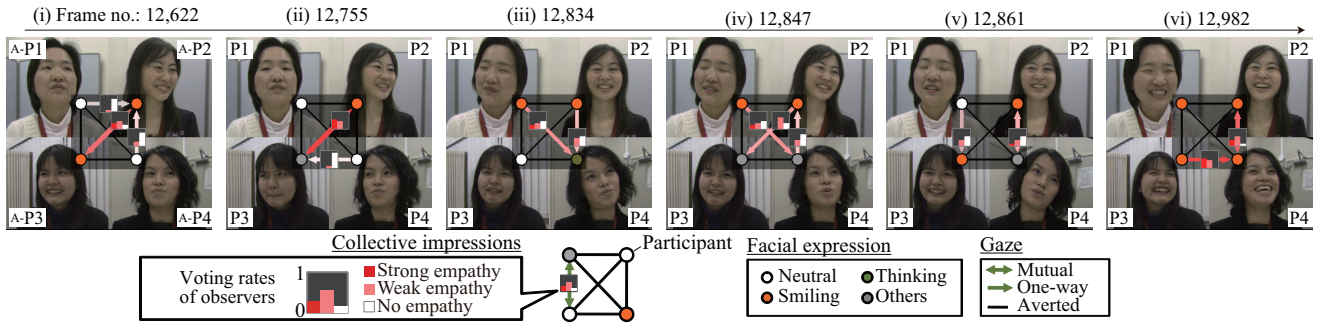 (i) Frame no.: 12,622 (ii) 12,755 (iii) 12,834 (iv) 12,847 (v) 12,861 (vi) 12,982
A-P1 A-P2 P1 P2 P1 P2 P1 P2 P1 P2 P1 P2
A-P3 A-P4 P3 P4 P3 P4 P3 P4 P3 P4 P3 P4
Collective impressions
Voting rates
of observers
1
0
Strong empathy
Weak empathy
No empathy
Participant
Facial expression
Neutral Thinking
Smiling Others
Gaze
Mutual
One-way
Averted